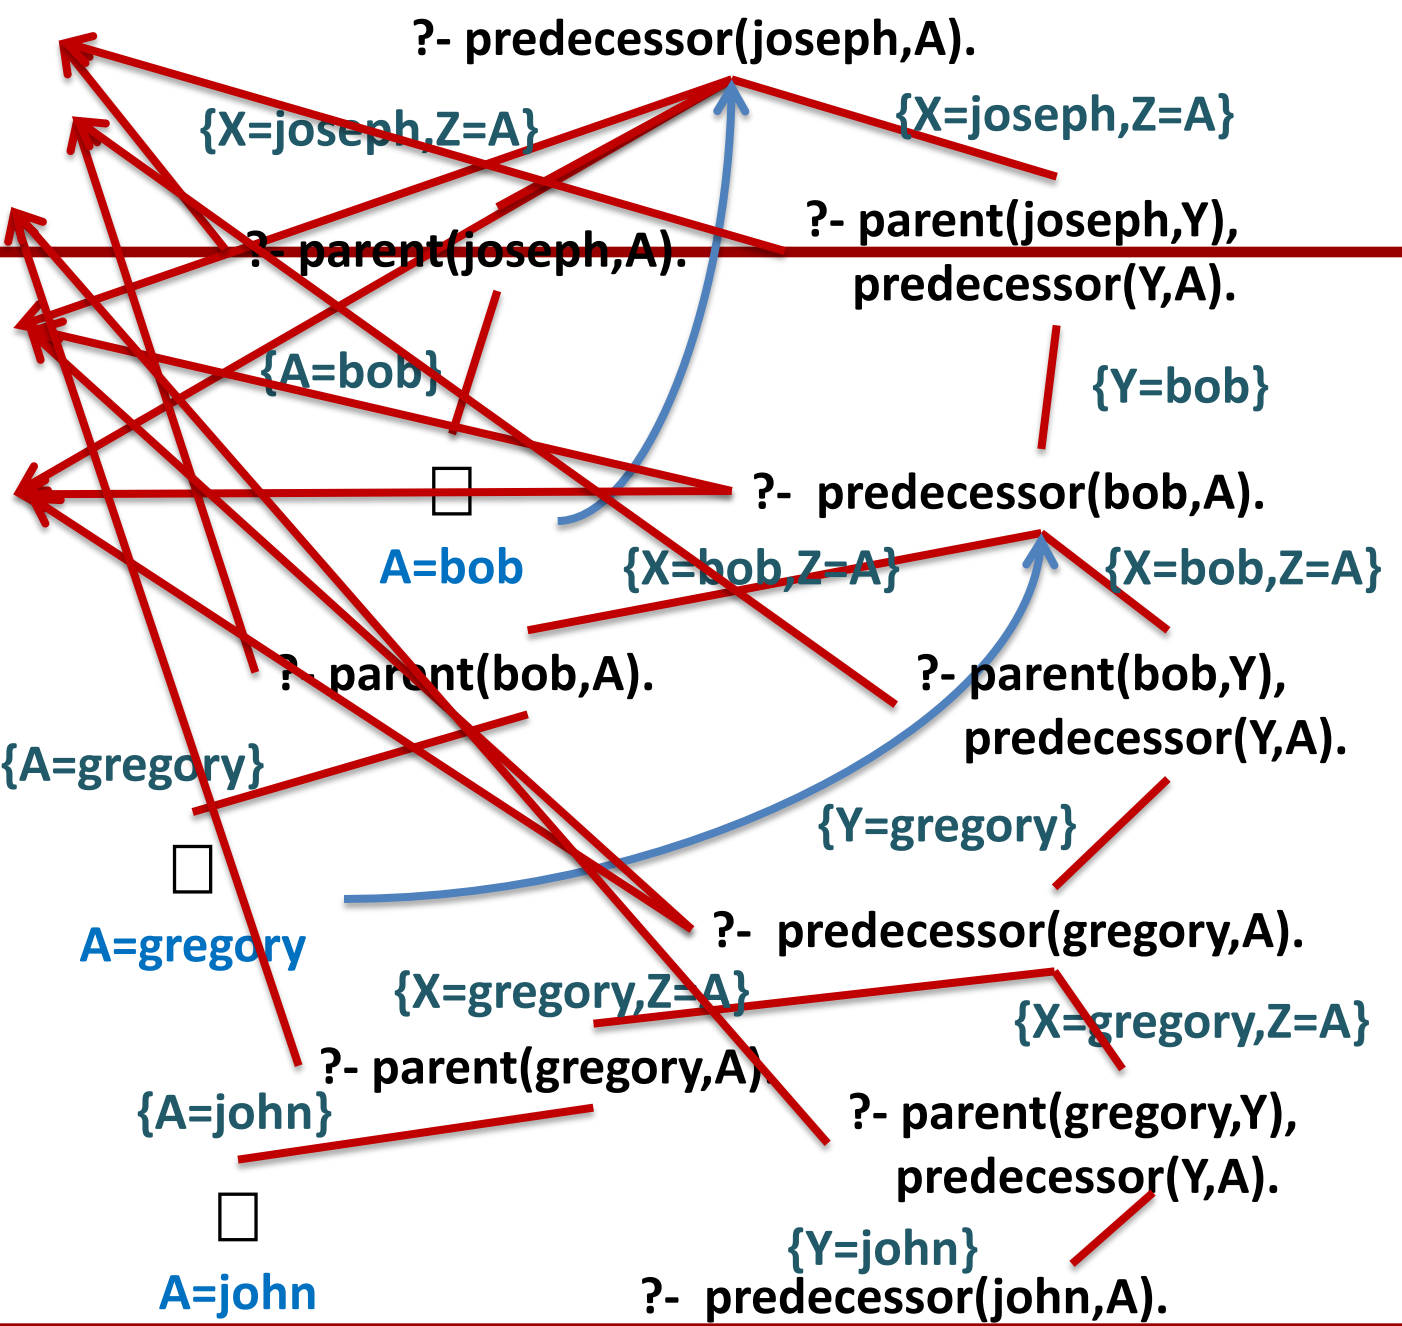 ?- predecessor(joseph,A).
{X=joseph,Z=A}
{X=joseph,Z=A}
?- parent(joseph,A).
?- parent(joseph,Y),
predecessor(Y,A).
{A=bob}
{Y=bob}
?- predecessor(bob,A).
A=bob
{X=bob,Z=A}
{X=bob,Z=A}
?- parent(bob,A).
?- parent(bob,Y),
predecessor(Y,A).
{A=gregory}
{Y=gregory}
A=gregory
?- predecessor(gregory,A).
{X=gregory,Z=A}
{X=gregory,Z=A}
?- parent(gregory,A).
{A=john}
?- parent(gregory,Y),
predecessor(Y,A).
{Y=john}
A=john
?- predecessor(john,A).